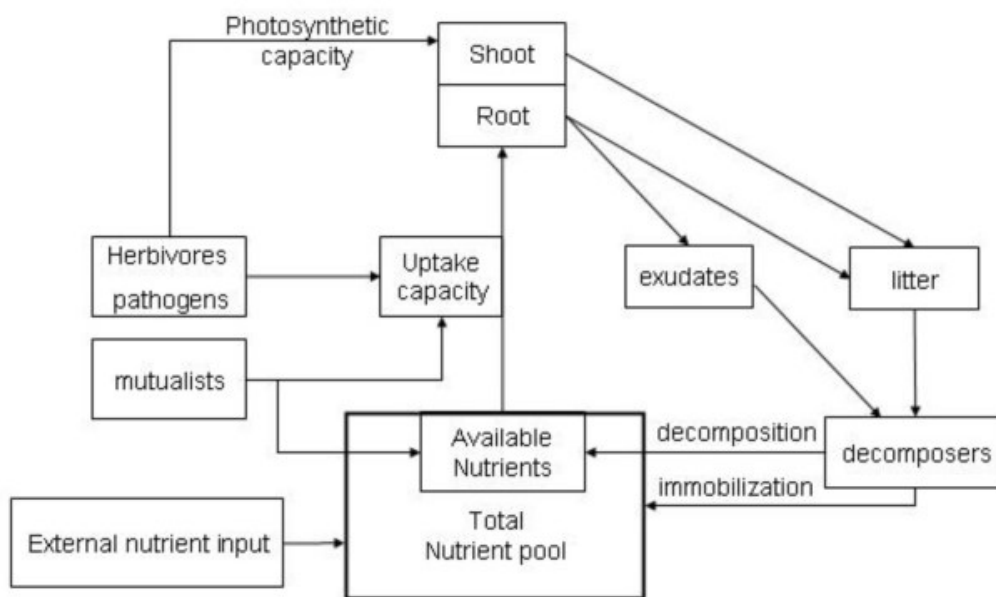 Photosynthetic
capacity
Shoot
Root
Herbivores
pathogens
Uptake
capacity
exudates
litter
mutualists
Available
Nutrients
decomposition
decomposers
immobilization
Total
Nutrient pool
External nutrient input